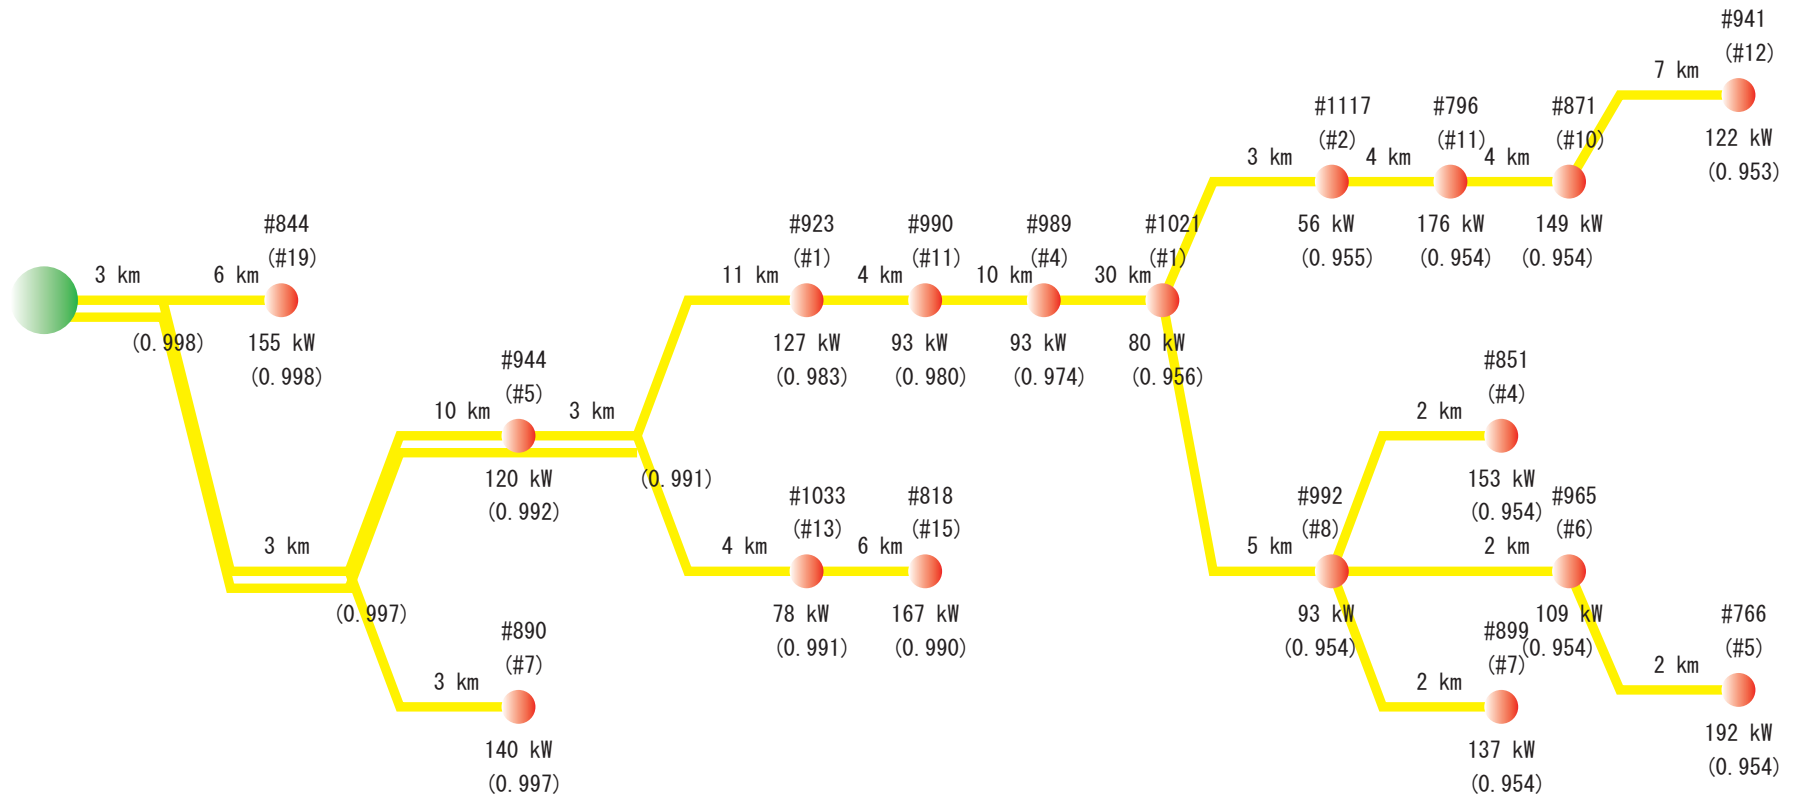 #941
(#12)
7 km
122 kW
(0.953)
#1117
(#2)
3 km
56 kW
(0.955)
#796
(#11)
4 km
176 kW
(0.954)
#871
(#10)
4 km
149 kW
(0.954)
3 km
#844
(#19)
6 km
155 kW
(0.998)
(0.998)
#923
(#1)
11 km
127 kW
(0.983)
#990
(#11)
4 km
93 kW
(0.980)
#989
(#4)
10 km
93 kW
(0.974)
#1021
(#1)
30 km
80 kW
(0.956)
#944
(#5)
10 km
3 km
120 kW
(0.992)
(0.991)
#851
(#4)
2 km
153 kW
(0.954)
3 km
(0.997)
#1033
(#13)
4 km
78 kW
(0.991)
#818
(#15)
6 km
167 kW
(0.990)
#992
(#8)
5 km
93 kW
(0.954)
#965
(#6)
2 km
109 kW
(0.954)
#890
(#7)
3 km
140 kW
(0.997)
#899
(#7)
2 km
137 kW
(0.954)
#766
(#5)
2 km
192 kW
(0.954)